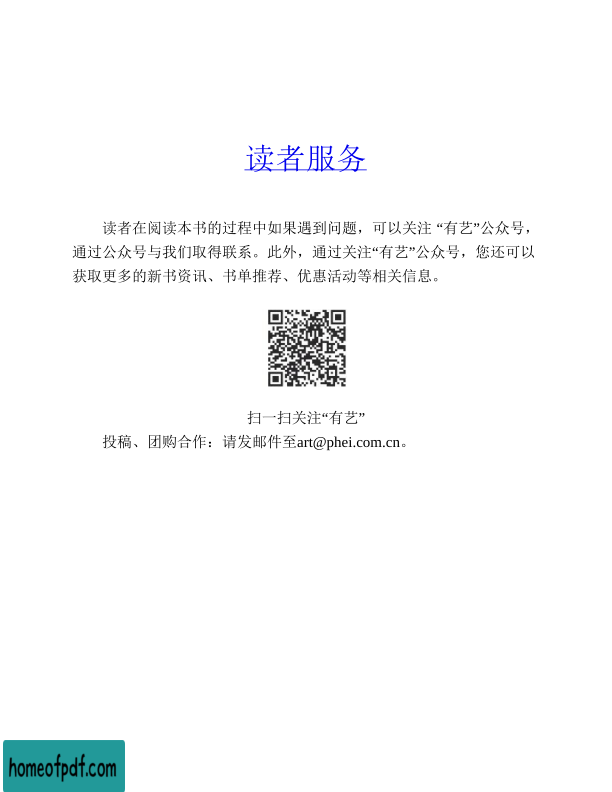 读者服务
读者在阅读本书的过程中如果遇到问题，可以关注 “有艺”公众号，
通过公众号与我们取得联系。此外，通过关注“有艺”公众号，您还可以
获取更多的新书资讯、书单推荐、优惠活动等相关信息。
扫一扫关注“有艺”
投稿、团购合作：请发邮件至art@phei.com.cn。
homeofpdf.com